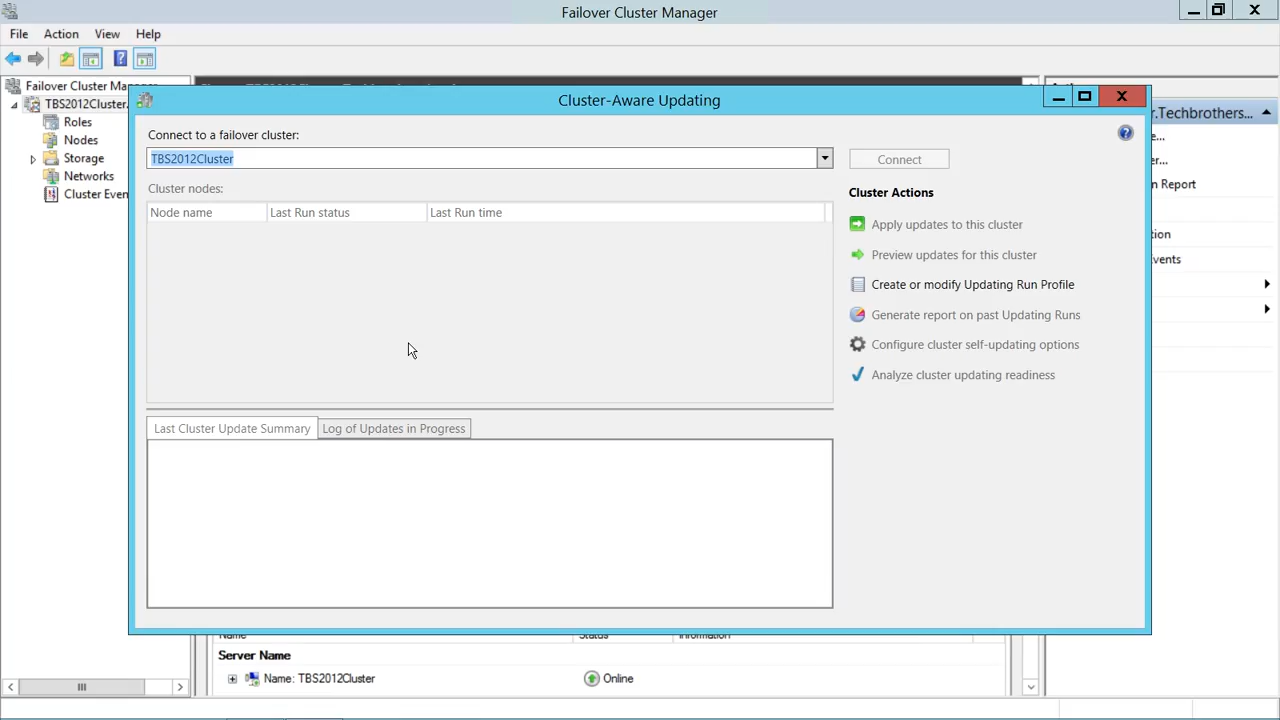 Failover Cluster Manager
File Action View Help
Failover Cluster
TBS2012Cluster.
Roles
Nodes
Storage
Networks
Cluster Even
Cluster-Aware Updating
Connect to a failover cluster:
TBS2012Cluster
Connect
Cluster nodes:
Node name Last Run status Last Run time
Cluster Actions
Apply updates to this cluster
Preview updates for this cluster
Create or modify Updating Run Profile
Generate report on past Updating Runs
Configure cluster self-updating options
Analyze cluster updating readiness
Last Cluster Update Summary Log of Updates in Progress
r.Techbrothers...
n Report
tion
vents
Name Status Information
Server Name
Name: TBS2012Cluster Online